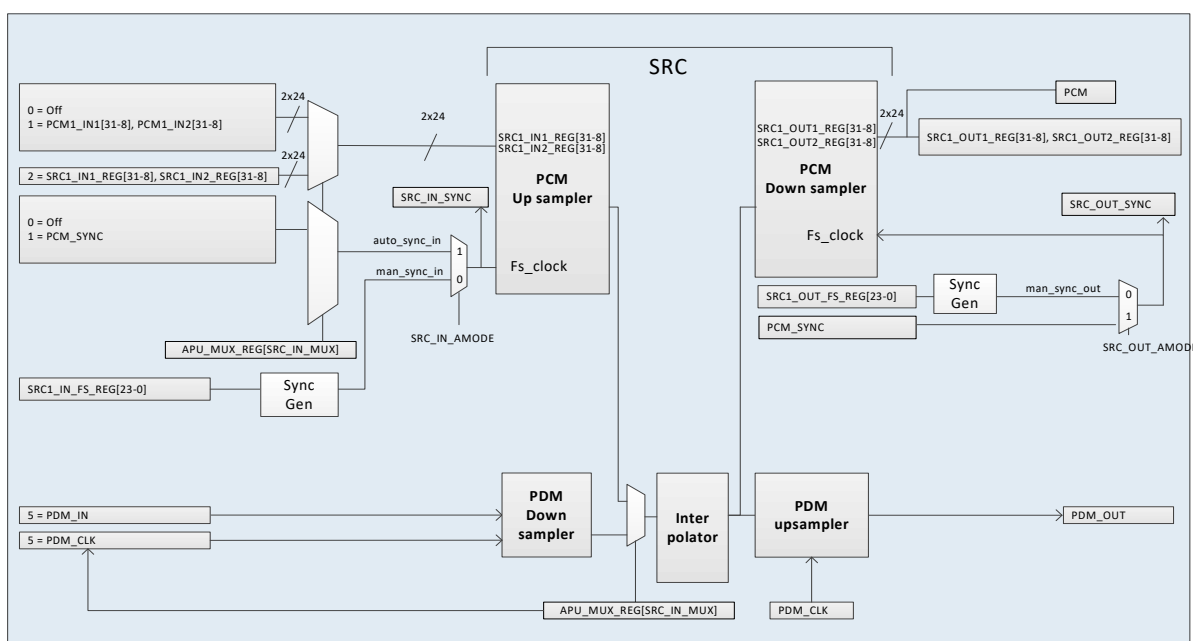 SRC
2x24
0 = Off
1 = PCM1_IN1[31-8], PCM1_IN2[31-8]
2x24
2 = SRC1_IN1_REG[31-8], SRC1_IN2_REG[31-8]
0 = Off
1 = PCM_SYNC
2x24
SRC1_IN1_REG[31-8]
SRC1_IN2_REG[31-8]
PCM
Up sampler
Fs_clock
SRC_IN_SYNC
auto_sync_in
1
man_sync_in
0
SRC_IN_AMODE
APU_MUX_REG[SRC_IN_MUX]
SRC1_IN_FS_REG[23-0]
Sync
Gen
SRC1_OUT1_REG[31-8]
SRC1_OUT2_REG[31-8]
PCM
Down sampler
Fs_clock
2x24
PCM
SRC1_OUT1_REG[31-8], SRC1_OUT2_REG[31-8]
SRC_OUT_SYNC
SRC1_OUT_FS_REG[23-0]
Sync
Gen
man_sync_out
0
1
PCM_SYNC
SRC_OUT_AMODE
5 = PDM_IN
5 = PDM_CLK
PDM
Down
sampler
Inter
polator
PDM
upsampler
PDM_OUT
APU_MUX_REG[SRC_IN_MUX]
PDM_CLK